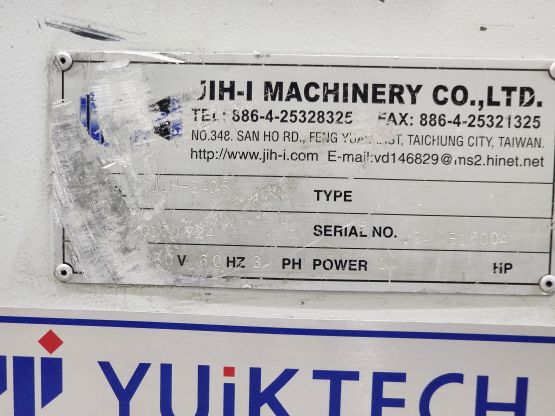 JIH-I MACHINERY CO.,LTD.
TEL: 886-4-25328325 FAX: 886-4-25321325
NO.348. SAN HO RD., FENG YUAN DIST, TAICHUNG CITY, TAIWAN.
http://www.jih-i.com E-mail:vd146829@ms2.hinet.net
TYPE
SERIAL NO.
V 60 HZ 3 PH POWER HP
YUiKTECH